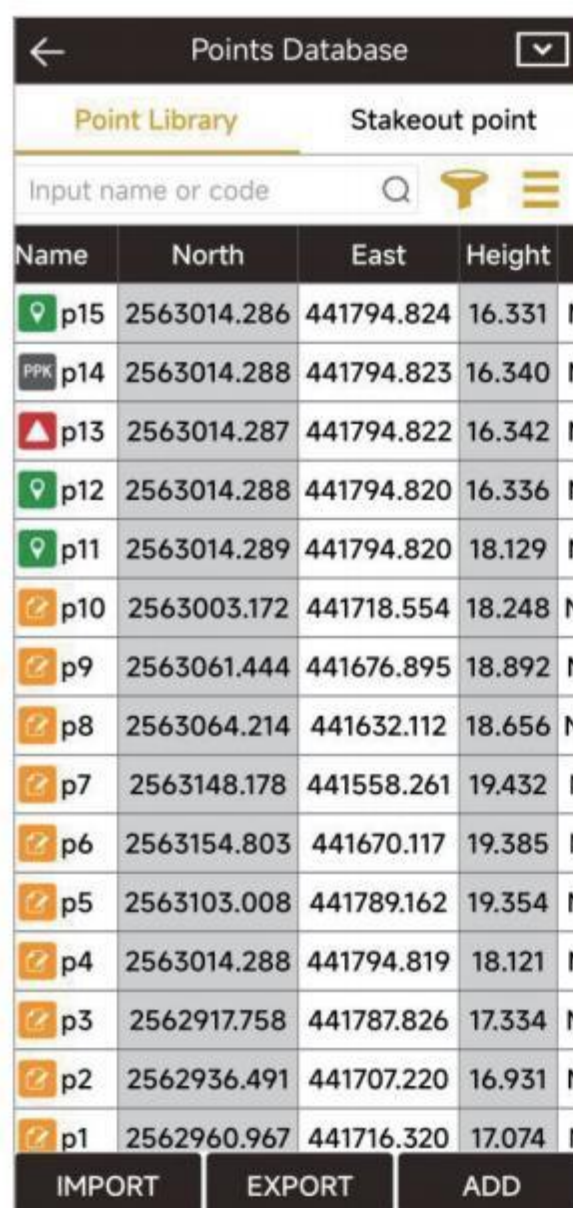 Points Database
Point Library Stakeout point
Input name or code
Name North East Height
p15 2563014.286 441794.824 16.331
PPK p14 2563014.288 441794.823 16.340
p13 2563014.287 441794.822 16.342
p12 2563014.288 441794.820 16.336
p11 2563014.289 441794.820 18.129
p10 2563003.172 441718.554 18.248
p9 2563061.444 441676.895 18.892
p8 2563064.214 441632.112 18.656
p7 2563148.178 441558.261 19.432
p6 2563154.803 441670.117 19.385
p5 2563103.008 441789.162 19.354
p4 2563014.288 441794.819 18.121
p3 2562917.758 441787.826 17.334
p2 2562936.491 441707.220 16.931
p1 2562960.967 441716.320 17.074
IMPORT EXPORT ADD